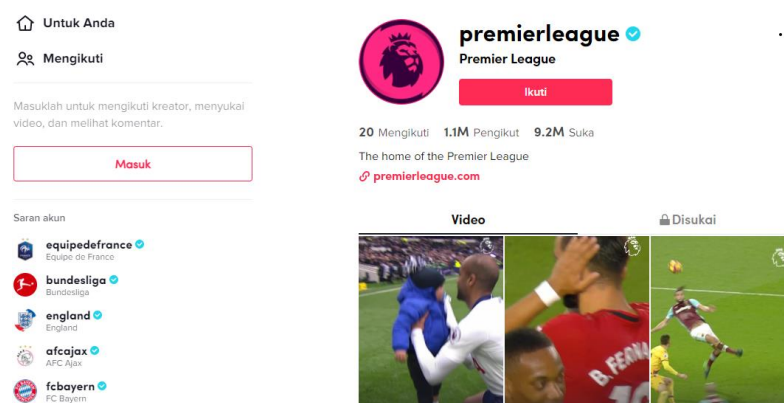 Untuk Anda
Mengikuti
Masuklah untuk mengikuti kreator, menyukai
video, dan melihat komentar.
Masuk
Saran akun
equipedefrance
Equipe de France
bundesliga
Bundesliga
england
England
afcajax
AFC Ajax
fcbayern
FC Bayern
premierleague
Premier League
Ikuti
20 Mengikuti 1.1M Pengikut 9.2M Suka
The home of the Premier League
premierleague.com
Video Disukai
B. FERNA